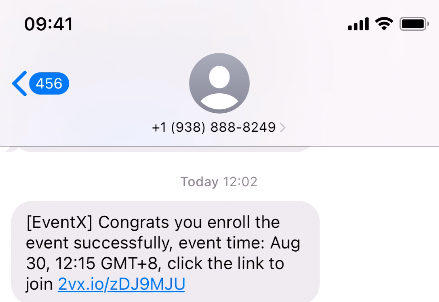 09:41
456
+1 (938) 888-8249
Today 12:02
[EventX] Congrats you enroll the
event successfully, event time: Aug
30, 12:15 GMT+8, click the link to
join 2vx.io/zDJ9MJU